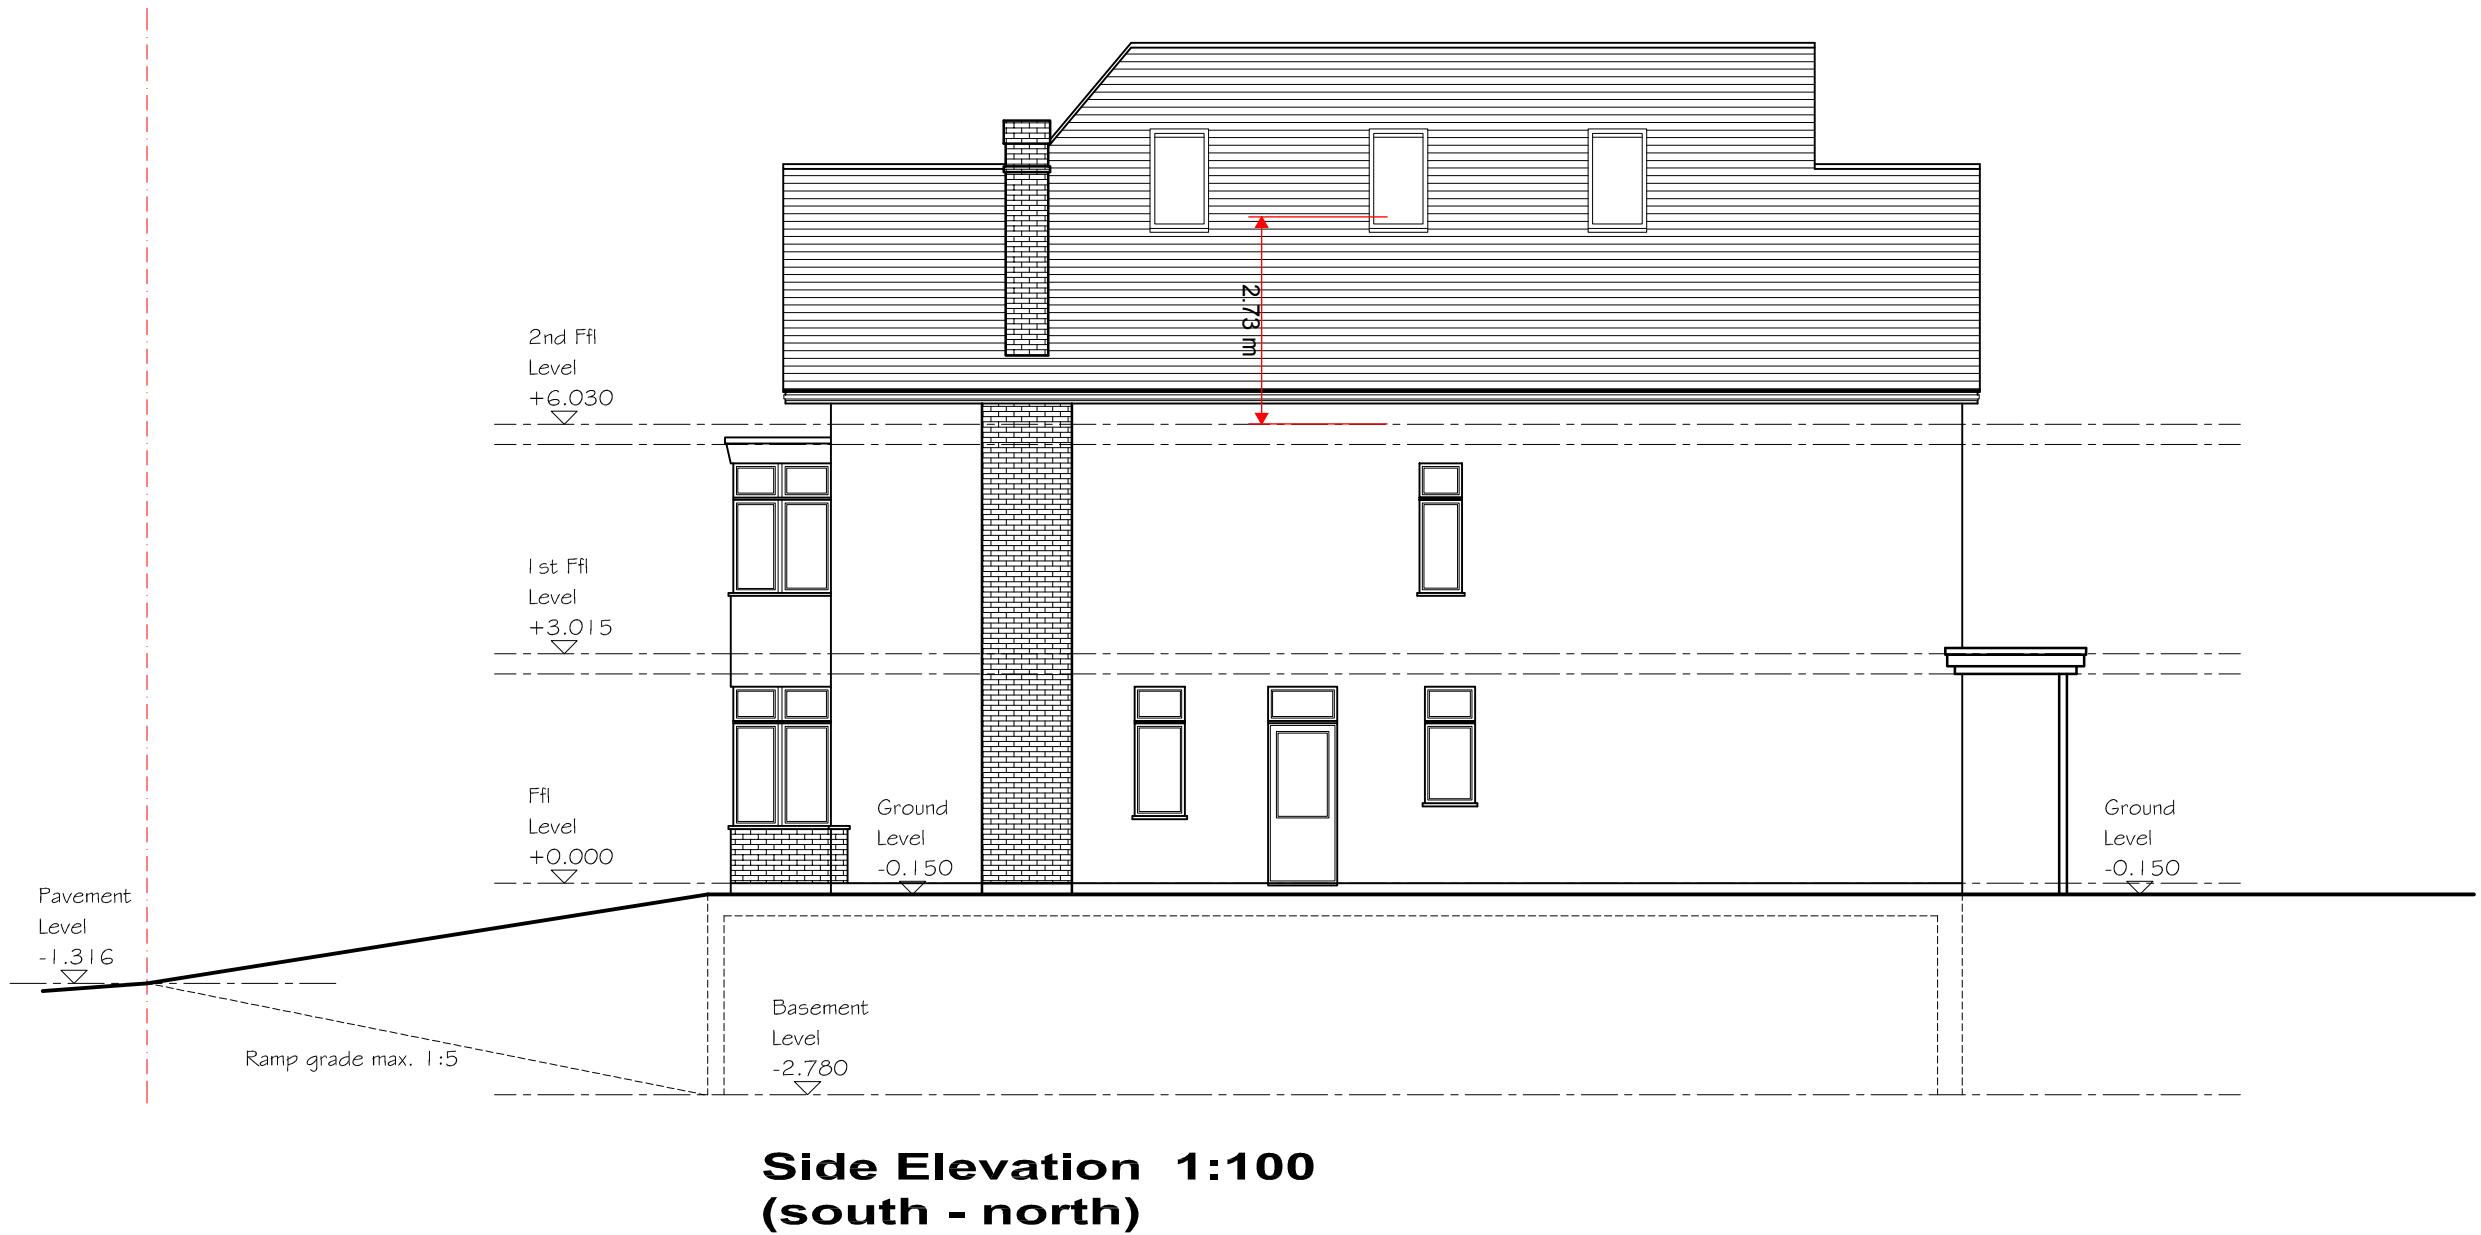 2.73 m
2nd Ffl
Level
+6.030
1st Ffl
Level
+3.015
Ffl
Level
+0.000
Ground
Level
-0.150
Ground
Level
-0.150
Pavement
Level
-1.316
Basement
Level
-2.780
Ramp grade max. 1:5
Side Elevation 1:100
(south - north)